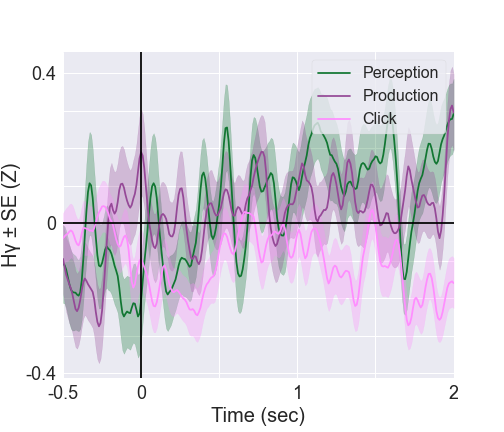 Hγ ± SE (Z)
0.4
0
-0.4
Perception
Production
Click
-0.5 0 1 2
Time (sec)